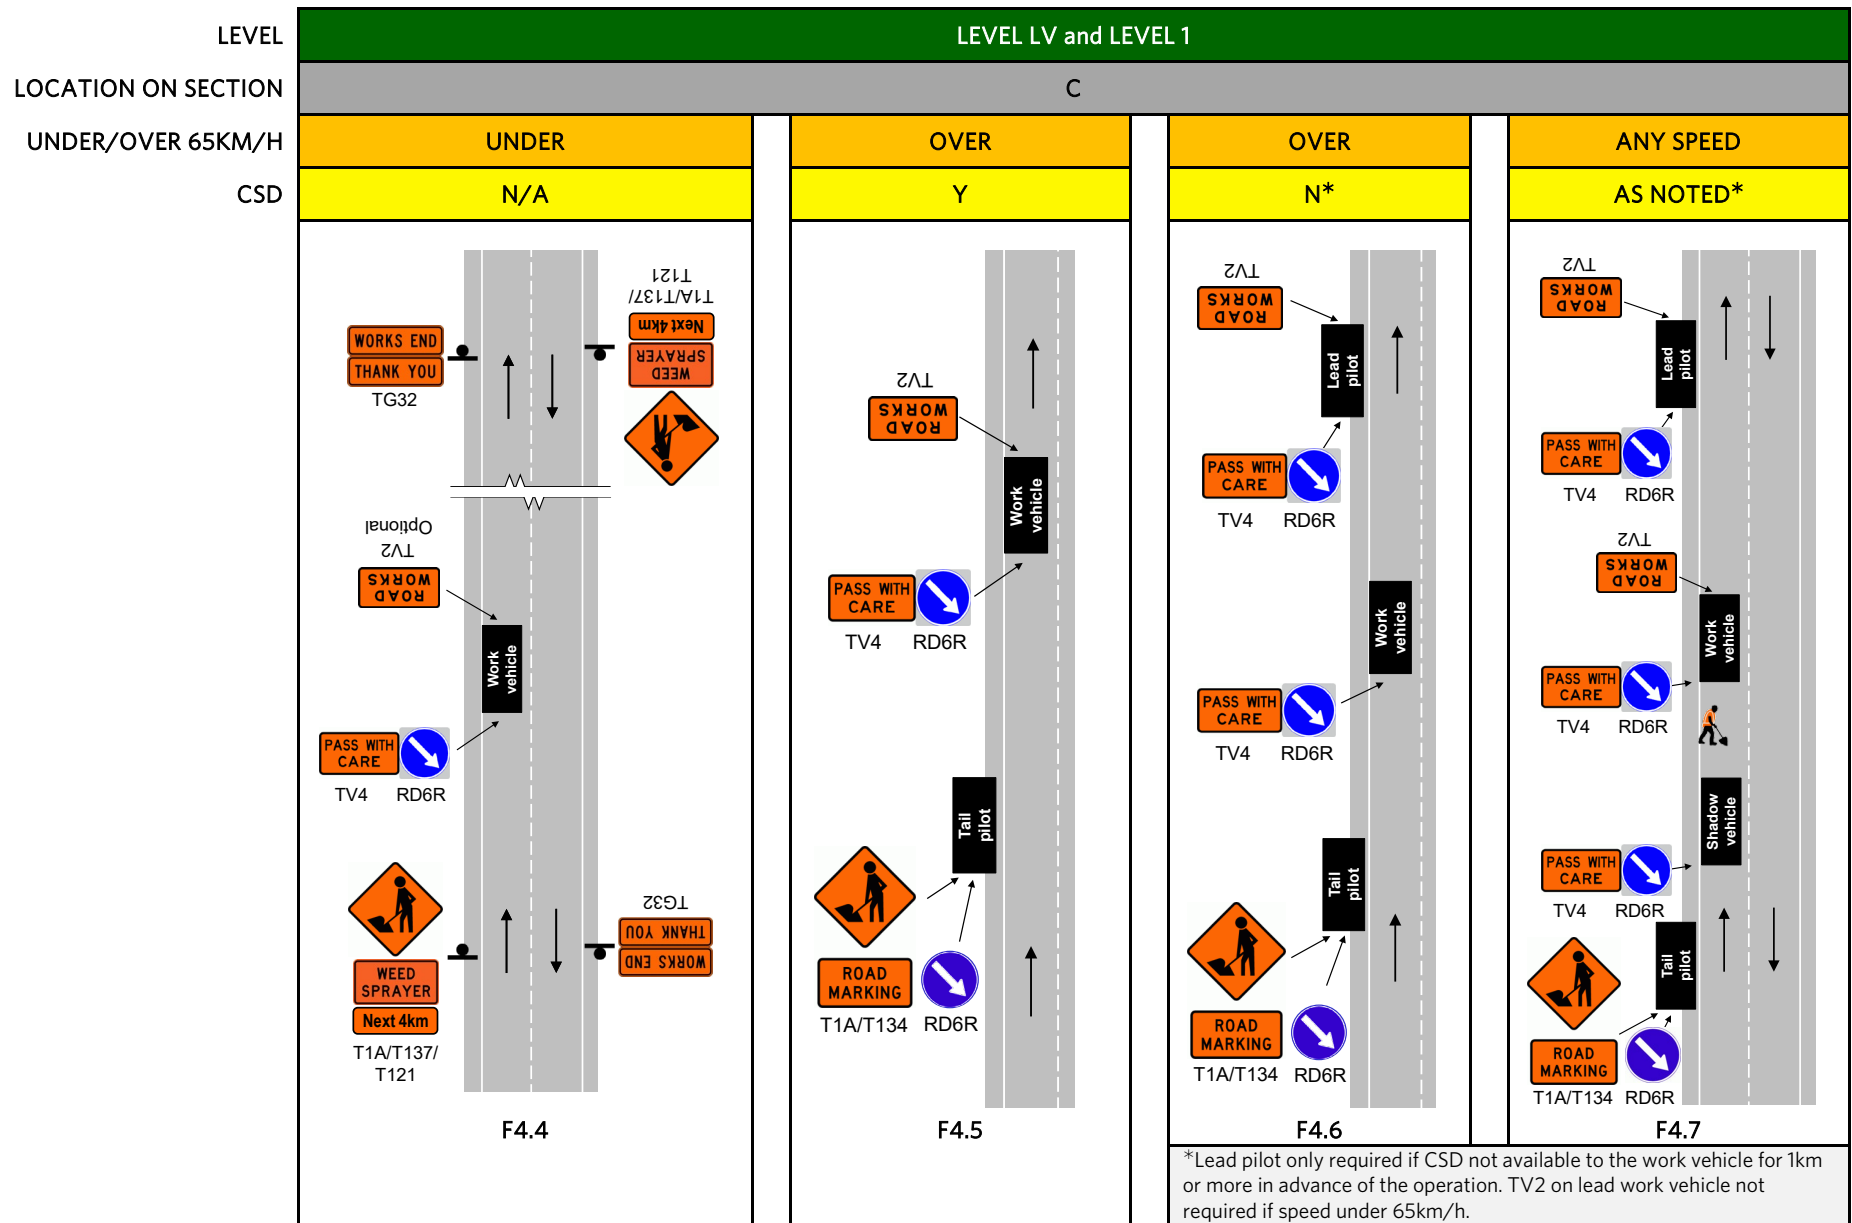 LEVEL
LEVEL LV and LEVEL 1
LOCATION ON SECTION
C
UNDER/OVER 65KM/H
UNDER
OVER
OVER
ANY SPEED
CSD
N/A
Y
N*
AS NOTED*
WORKS END
THANK YOU
TG32
T1A/T137/
T121
Next 4km
WEED
SPRAYER
Optional
TV2
ROAD
WORKS
Work
vehicle
PASS WITH
CARE
TV4
RD6R
WEED
SPRAYER
Next 4km
T1A/T137/
T121
TG32
WORKS END
THANK YOU
F4.4
TV2
ROAD
WORKS
Work
vehicle
PASS WITH
CARE
TV4
RD6R
Tail
pilot
ROAD
MARKING
T1A/T134
RD6R
F4.5
TV2
ROAD
WORKS
Lead
pilot
PASS WITH
CARE
TV4
RD6R
Work
vehicle
PASS WITH
CARE
TV4
RD6R
Tail
pilot
ROAD
MARKING
T1A/T134
RD6R
F4.6
TV2
ROAD
WORKS
Lead
pilot
PASS WITH
CARE
TV4
RD6R
TV2
ROAD
WORKS
Work
vehicle
PASS WITH
CARE
TV4
RD6R
Shadow
vehicle
PASS WITH
CARE
TV4
RD6R
Tail
pilot
ROAD
MARKING
T1A/T134
RD6R
F4.7
*Lead pilot only required if CSD not available to the work vehicle for 1km
or more in advance of the operation. TV2 on lead work vehicle not
required if speed under 65km/h.